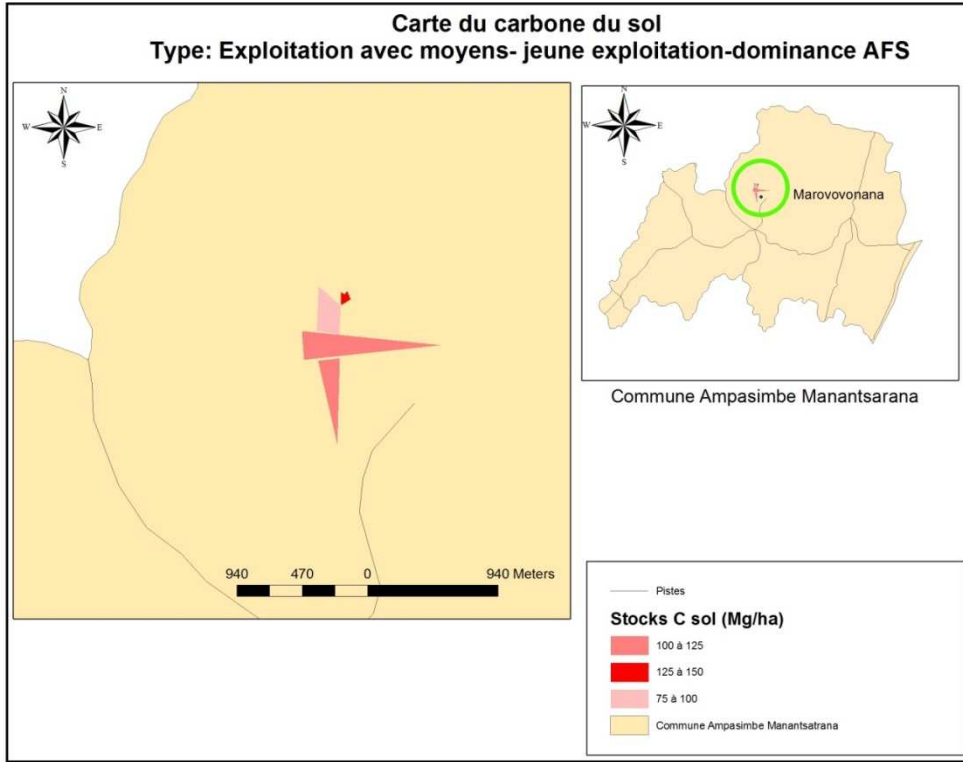 Carte du carbone du sol
Type: Exploitation avec moyens- jeune exploitation-dominance AFS
N
W E
S
N
W E
S
Marovovonana
Commune Ampasimbe Manantsarana
940 470 0 940 Meters
Pistes
Stocks C sol (Mg/ha)
100 à 125
125 à 150
75 à 100
Commune Ampasimbe Manantsatrana